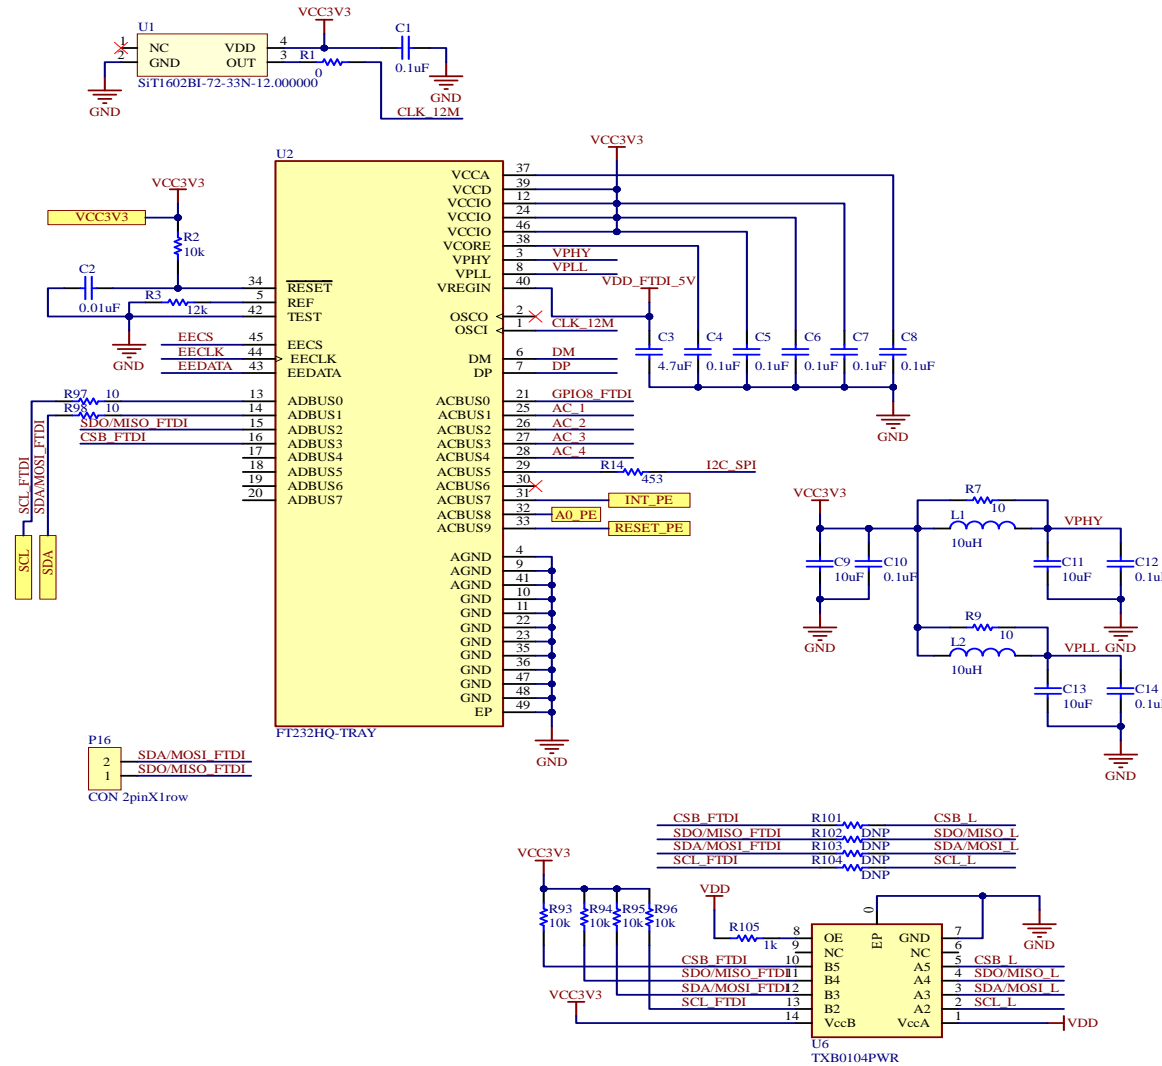 VCC3V3
U1
C1
1 NC VDD 4
2 GND OUT 3 R1
0
0.1uF
SiT1602BI-72-33N-12.000000
GND
GND
CLK_12M
VCC3V3
U2
VCC3V3
VCC3V3
R2
10k
C2
0.01uF
R3
12k
GND
34 RESET
5 REF
42 TEST
EECS 45 EECS
EECLK 44 EECLK
EEDATA 43 EEDATA
R97 10 13 ADBUS0
R98 10 14 ADBUS1
SDO/MISO_FTDI 15 ADBUS2
CSB_FTDI 16 ADBUS3
17 ADBUS4
18 ADBUS5
19 ADBUS6
20 ADBUS7
SCL_FTDI
SDA/MOSI_FTDI
SCL
SDA
VCCA 37
VCCD 39
VCCIO 12
VCCIO 24
VCCIO 46
VCORE 38
VPHY 3 VPHY
VPLL 8 VPLL
VREGIN 40
VDD_FTDI_5V
OSCO 2
OSCI 1 CLK_12M
DM 6 DM
DP 7 DP
C3 C4 C5 C6 C7 C8
4.7uF 0.1uF 0.1uF 0.1uF 0.1uF 0.1uF
GND
ACBUS0 21 GPIO8_FTDI
ACBUS1 25 AC_1
ACBUS2 26 AC_2
ACBUS3 27 AC_3
ACBUS4 28 AC_4
ACBUS5 29 R14 453 I2C_SPI
ACBUS6 30
ACBUS7 31 INT_PE
ACBUS8 32 A0_PE
ACBUS9 33 RESET_PE
AGND 4
AGND 9
AGND 41
GND 10
GND 11
GND 22
GND 23
GND 35
GND 36
GND 47
GND 48
EP 49
FT232HQ-TRAY
GND
VCC3V3
R7
10
L1
10uH
VPHY
C9
10uF
C10
0.1uF
C11
10uF
C12
GND
GND
R9
10
L2
10uH
VPLL
C13
10uF
C14
GND
P16
2 SDA/MOSI_FTDI
1 SDO/MISO_FTDI
CON 2pinX1row
CSB_FTDI R101 CSB_L
SDO/MISO_FTDI R102 DNP SDO/MISO_L
SDA/MOSI_FTDI R103 DNP SDA/MOSI_L
SCL_FTDI R104 DNP SCL_L
DNP
VCC3V3
R93 R94 R95 R96
10k 10k 10k 10k
VDD
R105
1k
0
EP
GND
8 OE GND 7
9 NC NC 6
CSB_FTDI 10 B5 A5 5 CSB_L
SDO/MISO_FTDI 11 B4 A4 4 SDO/MISO_L
SDA/MOSI_FTDI 12 B3 A3 3 SDA/MOSI_L
SCL_FTDI 13 B2 A2 2 SCL_L
VCC3V3
14 VccB VccA 1 VDD
U6
TXB0104PWR